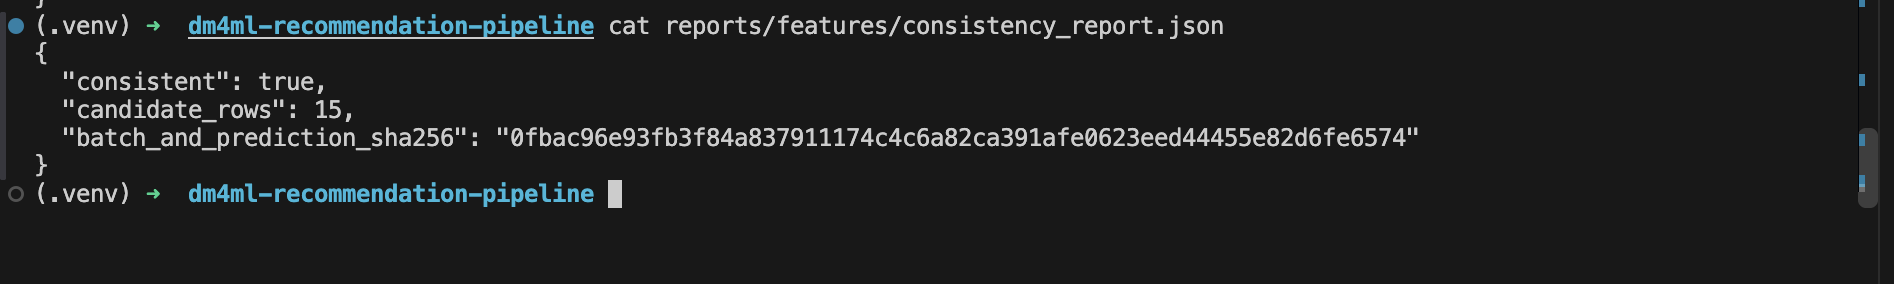 (.venv) → dm4ml-recommendation-pipeline cat reports/features/consistency_report.json
{
  "consistent": true,
  "candidate_rows": 15,
  "batch_and_prediction_sha256": "0fbac96e93fb3f84a837911174c4c6a82ca391afe0623eed44455e82d6fe6574"
}
(.venv) → dm4ml-recommendation-pipeline